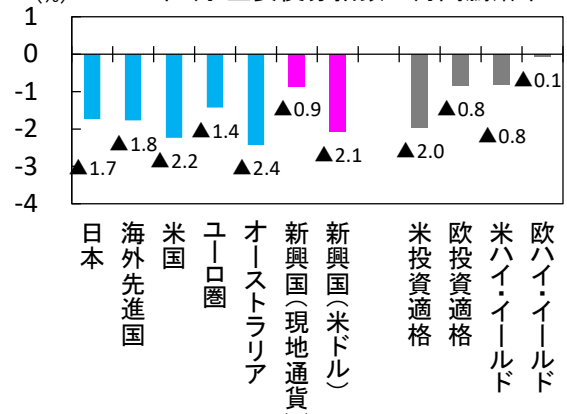 1
0
-1
-2
-3
-4
▲1.7
▲1.8
▲2.2
▲1.4
▲2.4
▲0.9
▲2.1
▲2.0
▲0.8
▲0.8
▲0.1
日本
海外先進国
米国
ユーロ圏
オーストラリア
新興国(現地通貨
新興国(米ドル)
米投資適格
欧投資適格
米ハイ・イールド
欧ハイ・イールド